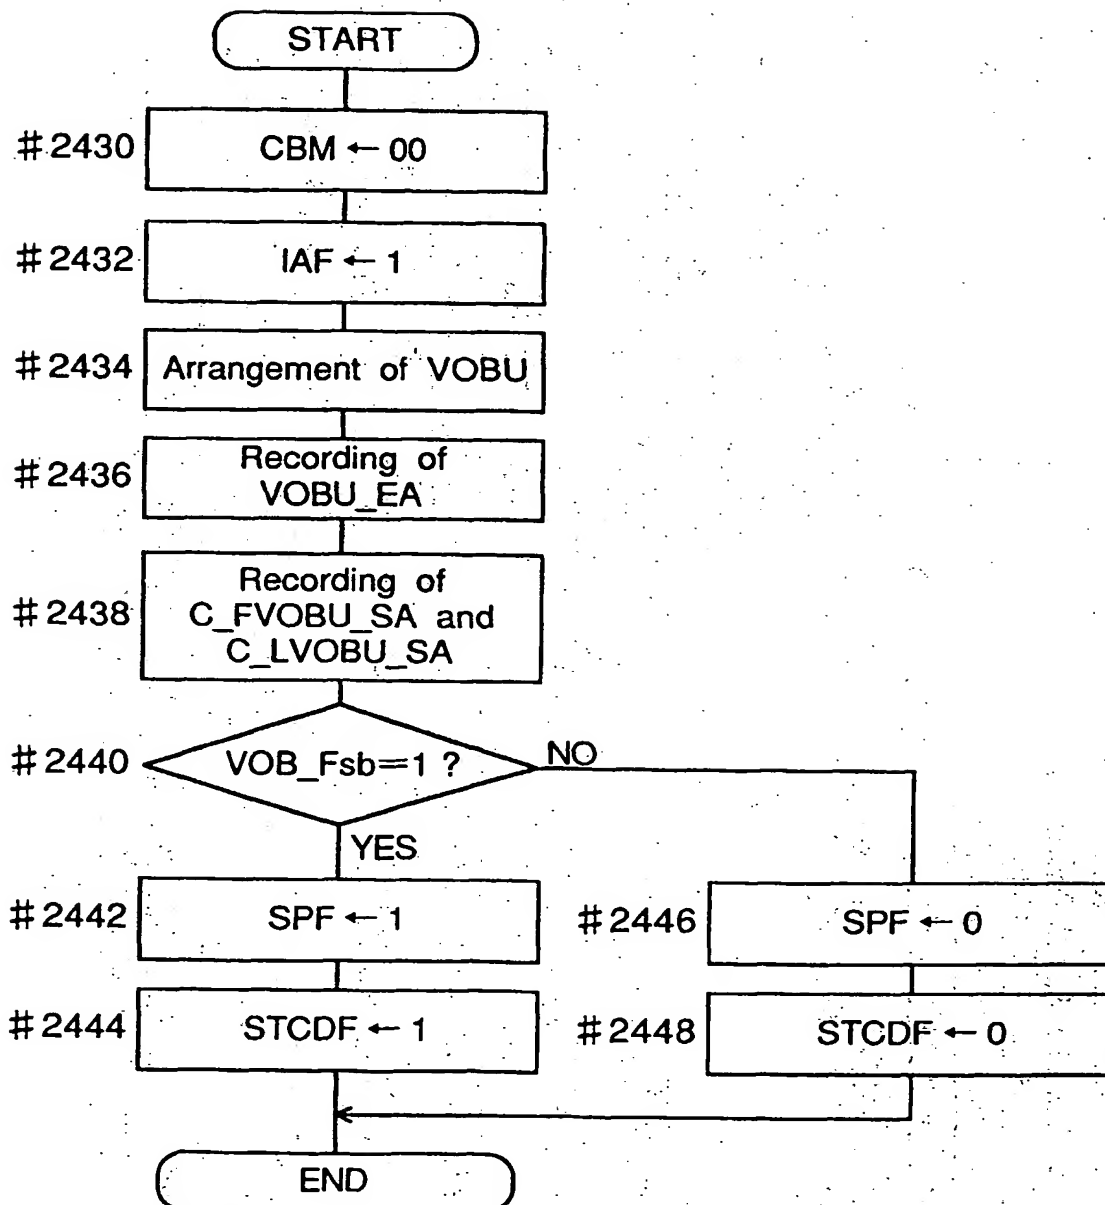 START
#2430
CBM ← 00
#2432
IAF ← 1
#2434
Arrangement of VOBU
#2436
Recording of
VOBU_EA
#2438
Recording of
C_FVOBU_SA and
C_LVOBU_SA
#2440
VOB_Fsb=1 ?
NO
YES
#2442
SPF ← 1
#2446
SPF ← 0
#2444
STCDF ← 1
#2448
STCDF ← 0
END